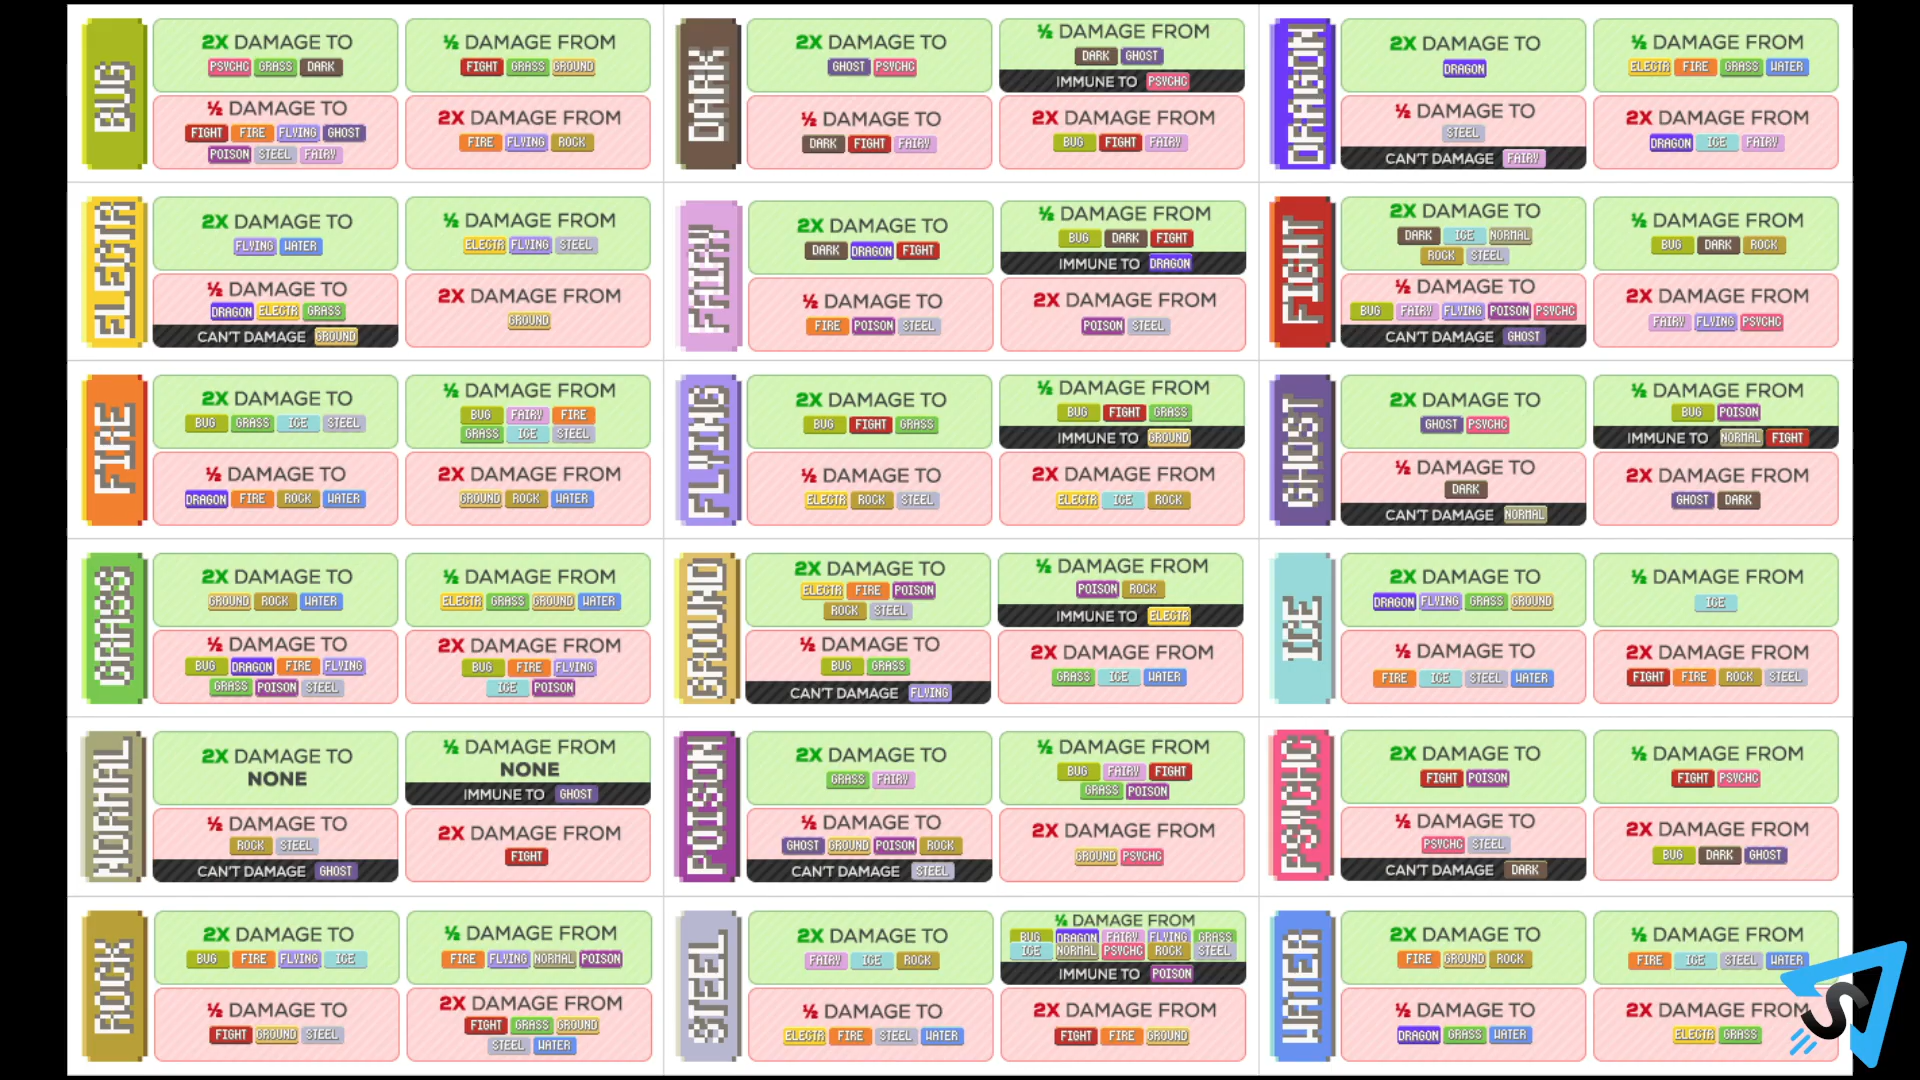 BUG
2X DAMAGE TO
PSYCHC GRASS DARK
½ DAMAGE FROM
FIGHT GRASS GROUND
½ DAMAGE TO
FIGHT FIRE FLYING GHOST
POISON STEEL FAIRY
2X DAMAGE FROM
FIRE FLYING ROCK
DARK
2X DAMAGE TO
GHOST PSYCHC
½ DAMAGE FROM
DARK GHOST
IMMUNE TO PSYCHC
½ DAMAGE TO
DARK FIGHT FAIRY
2X DAMAGE FROM
BUG FIGHT FAIRY
DRAGON
2X DAMAGE TO
DRAGON
½ DAMAGE FROM
ELECTR FIRE GRASS WATER
½ DAMAGE TO
STEEL
CAN'T DAMAGE FAIRY
2X DAMAGE FROM
DRAGON ICE FAIRY
ELECTR
2X DAMAGE TO
FLYING WATER
½ DAMAGE FROM
ELECTR FLYING STEEL
½ DAMAGE TO
DRAGON ELECTR GRASS
CAN'T DAMAGE GROUND
2X DAMAGE FROM
GROUND
FAIRY
2X DAMAGE TO
DARK DRAGON FIGHT
½ DAMAGE FROM
BUG DARK FIGHT
IMMUNE TO DRAGON
½ DAMAGE TO
FIRE POISON STEEL
2X DAMAGE FROM
POISON STEEL
FIGHT
2X DAMAGE TO
DARK ICE NORMAL
ROCK STEEL
½ DAMAGE FROM
BUG DARK ROCK
½ DAMAGE TO
BUG FAIRY FLYING POISON PSYCHC
CAN'T DAMAGE GHOST
2X DAMAGE FROM
FAIRY FLYING PSYCHC
FIRE
2X DAMAGE TO
BUG GRASS ICE STEEL
½ DAMAGE FROM
BUG FAIRY FIRE
GRASS ICE STEEL
½ DAMAGE TO
DRAGON FIRE ROCK WATER
2X DAMAGE FROM
GROUND ROCK WATER
FLYING
2X DAMAGE TO
BUG FIGHT GRASS
½ DAMAGE FROM
BUG FIGHT GRASS
IMMUNE TO GROUND
½ DAMAGE TO
ELECTR ROCK STEEL
2X DAMAGE FROM
ELECTR ICE ROCK
GHOST
2X DAMAGE TO
GHOST PSYCHC
½ DAMAGE FROM
BUG POISON
IMMUNE TO NORMAL FIGHT
½ DAMAGE TO
DARK
CAN'T DAMAGE NORMAL
2X DAMAGE FROM
GHOST DARK
GRASS
2X DAMAGE TO
GROUND ROCK WATER
½ DAMAGE FROM
ELECTR GRASS GROUND WATER
½ DAMAGE TO
BUG DRAGON FIRE FLYING
GRASS POISON STEEL
2X DAMAGE FROM
BUG FIRE FLYING
ICE POISON
GROUND
2X DAMAGE TO
ELECTR FIRE POISON
ROCK STEEL
½ DAMAGE FROM
POISON ROCK
IMMUNE TO ELECTR
½ DAMAGE TO
BUG GRASS
CAN'T DAMAGE FLYING
2X DAMAGE FROM
GRASS ICE WATER
ICE
2X DAMAGE TO
DRAGON FLYING GRASS GROUND
½ DAMAGE FROM
ICE
½ DAMAGE TO
FIRE ICE STEEL WATER
2X DAMAGE FROM
FIGHT FIRE ROCK STEEL
NORMAL
2X DAMAGE TO
NONE
½ DAMAGE FROM
NONE
IMMUNE TO GHOST
½ DAMAGE TO
ROCK STEEL
CAN'T DAMAGE GHOST
2X DAMAGE FROM
FIGHT
POISON
2X DAMAGE TO
GRASS FAIRY
½ DAMAGE FROM
BUG FAIRY FIGHT
GRASS POISON
½ DAMAGE TO
GHOST GROUND POISON ROCK
CAN'T DAMAGE STEEL
2X DAMAGE FROM
GROUND PSYCHC
PSYCHC
2X DAMAGE TO
FIGHT POISON
½ DAMAGE FROM
FIGHT PSYCHC
½ DAMAGE TO
PSYCHC STEEL
CAN'T DAMAGE DARK
2X DAMAGE FROM
BUG DARK GHOST
ROCK
2X DAMAGE TO
BUG FIRE FLYING ICE
½ DAMAGE FROM
FIRE FLYING NORMAL POISON
½ DAMAGE TO
FIGHT GROUND STEEL
2X DAMAGE FROM
FIGHT GRASS GROUND
STEEL WATER
STEEL
2X DAMAGE TO
FAIRY ICE ROCK
½ DAMAGE FROM
BUG DRAGON FAIRY FLYING GRASS
ICE NORMAL PSYCHC ROCK STEEL
IMMUNE TO POISON
½ DAMAGE TO
ELECTR FIRE STEEL WATER
2X DAMAGE FROM
FIGHT FIRE GROUND
WATER
2X DAMAGE TO
FIRE GROUND ROCK
½ DAMAGE FROM
FIRE ICE STEEL WATER
½ DAMAGE TO
DRAGON GRASS WATER
2X DAMAGE FROM
ELECTR GRASS
S